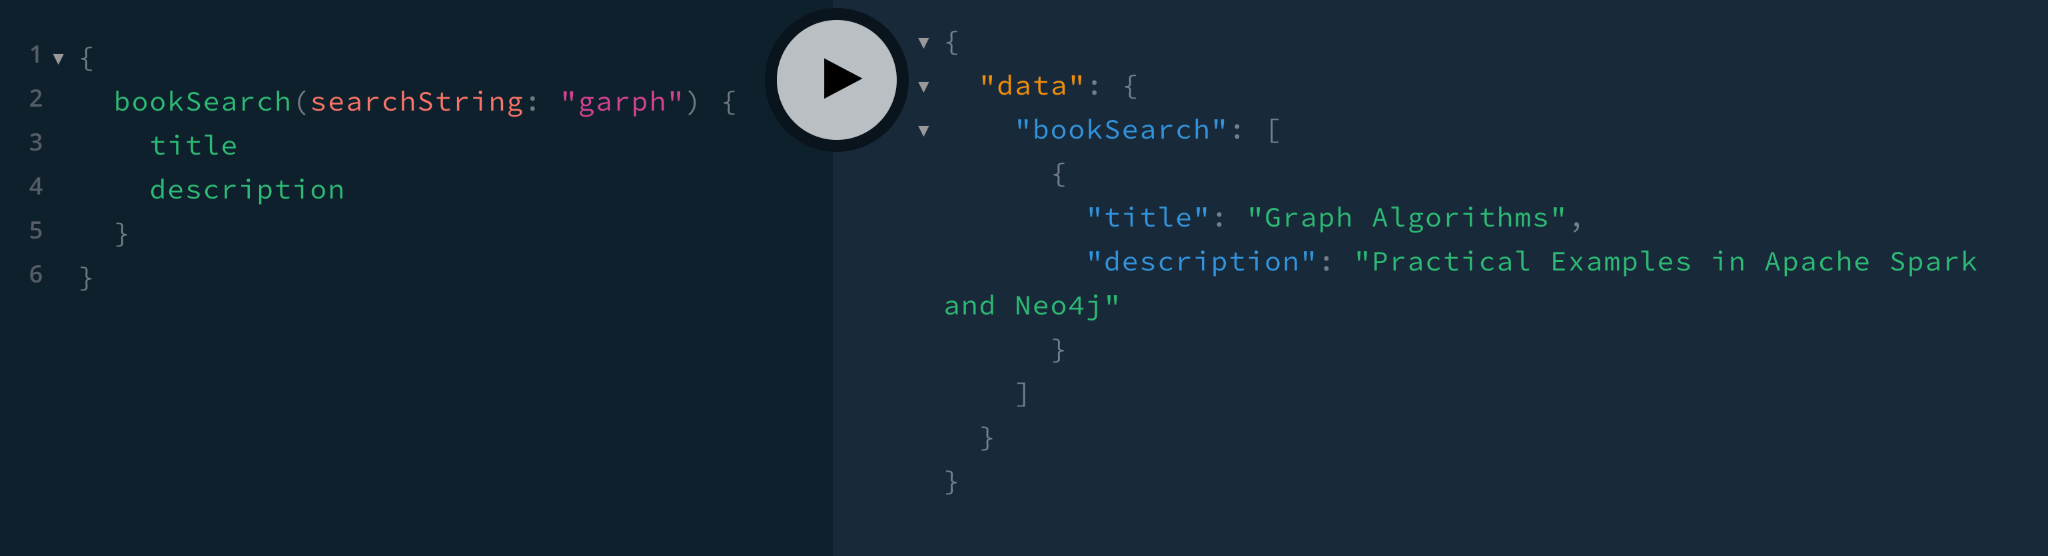 1 {
2 bookSearch(searchString: "garph") {
3 title
4 description
5 }
6 }
{
"data": {
"bookSearch": [
{
"title": "Graph Algorithms",
"description": "Practical Examples in Apache Spark
and Neo4j"
}
]
}
}